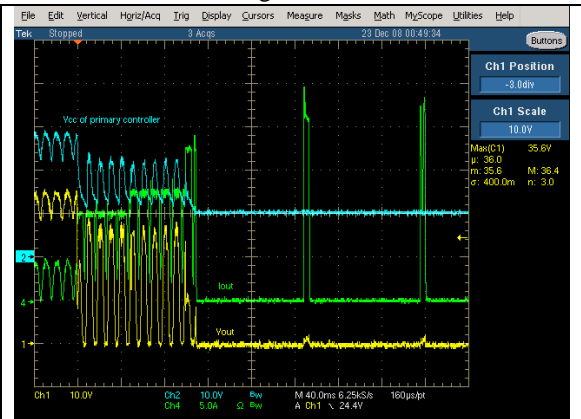 File Edit Vertical Horiz/Acq Trig Display Cursors Measure Masks Math MyScope Utilities Help
Tek Stopped 3 Acqs 23 Dec 08 00:49:34
Buttons
Ch1 Position
-3.0div
Ch1 Scale
10.0V
Max(C1) 35.6V
µ: 36.0
m: 35.6 M: 36.4
σ: 400.0m n: 3.0
Vcc of primary controller
2
Iout
4
Vout
1
Ch1 10.0V Ch2 10.0V Bw M 40.0ms 6.25kS/s 160µs/pt
Ch4 5.0A Ω Bw A Ch1 \ 24.4V